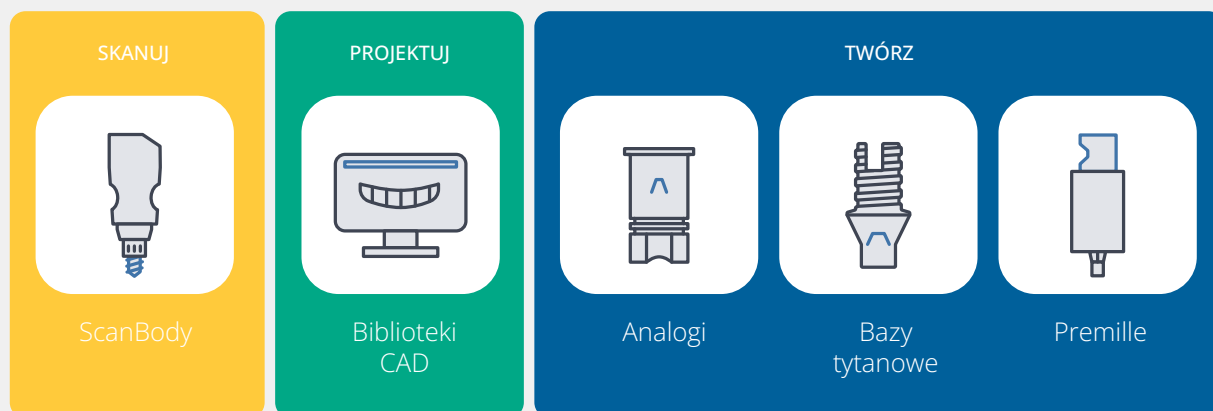 SKANUJ
ScanBody
PROJEKTUJ
Biblioteki
CAD
TWÓRZ
Analogi
Bazy
tytanowe
Premille